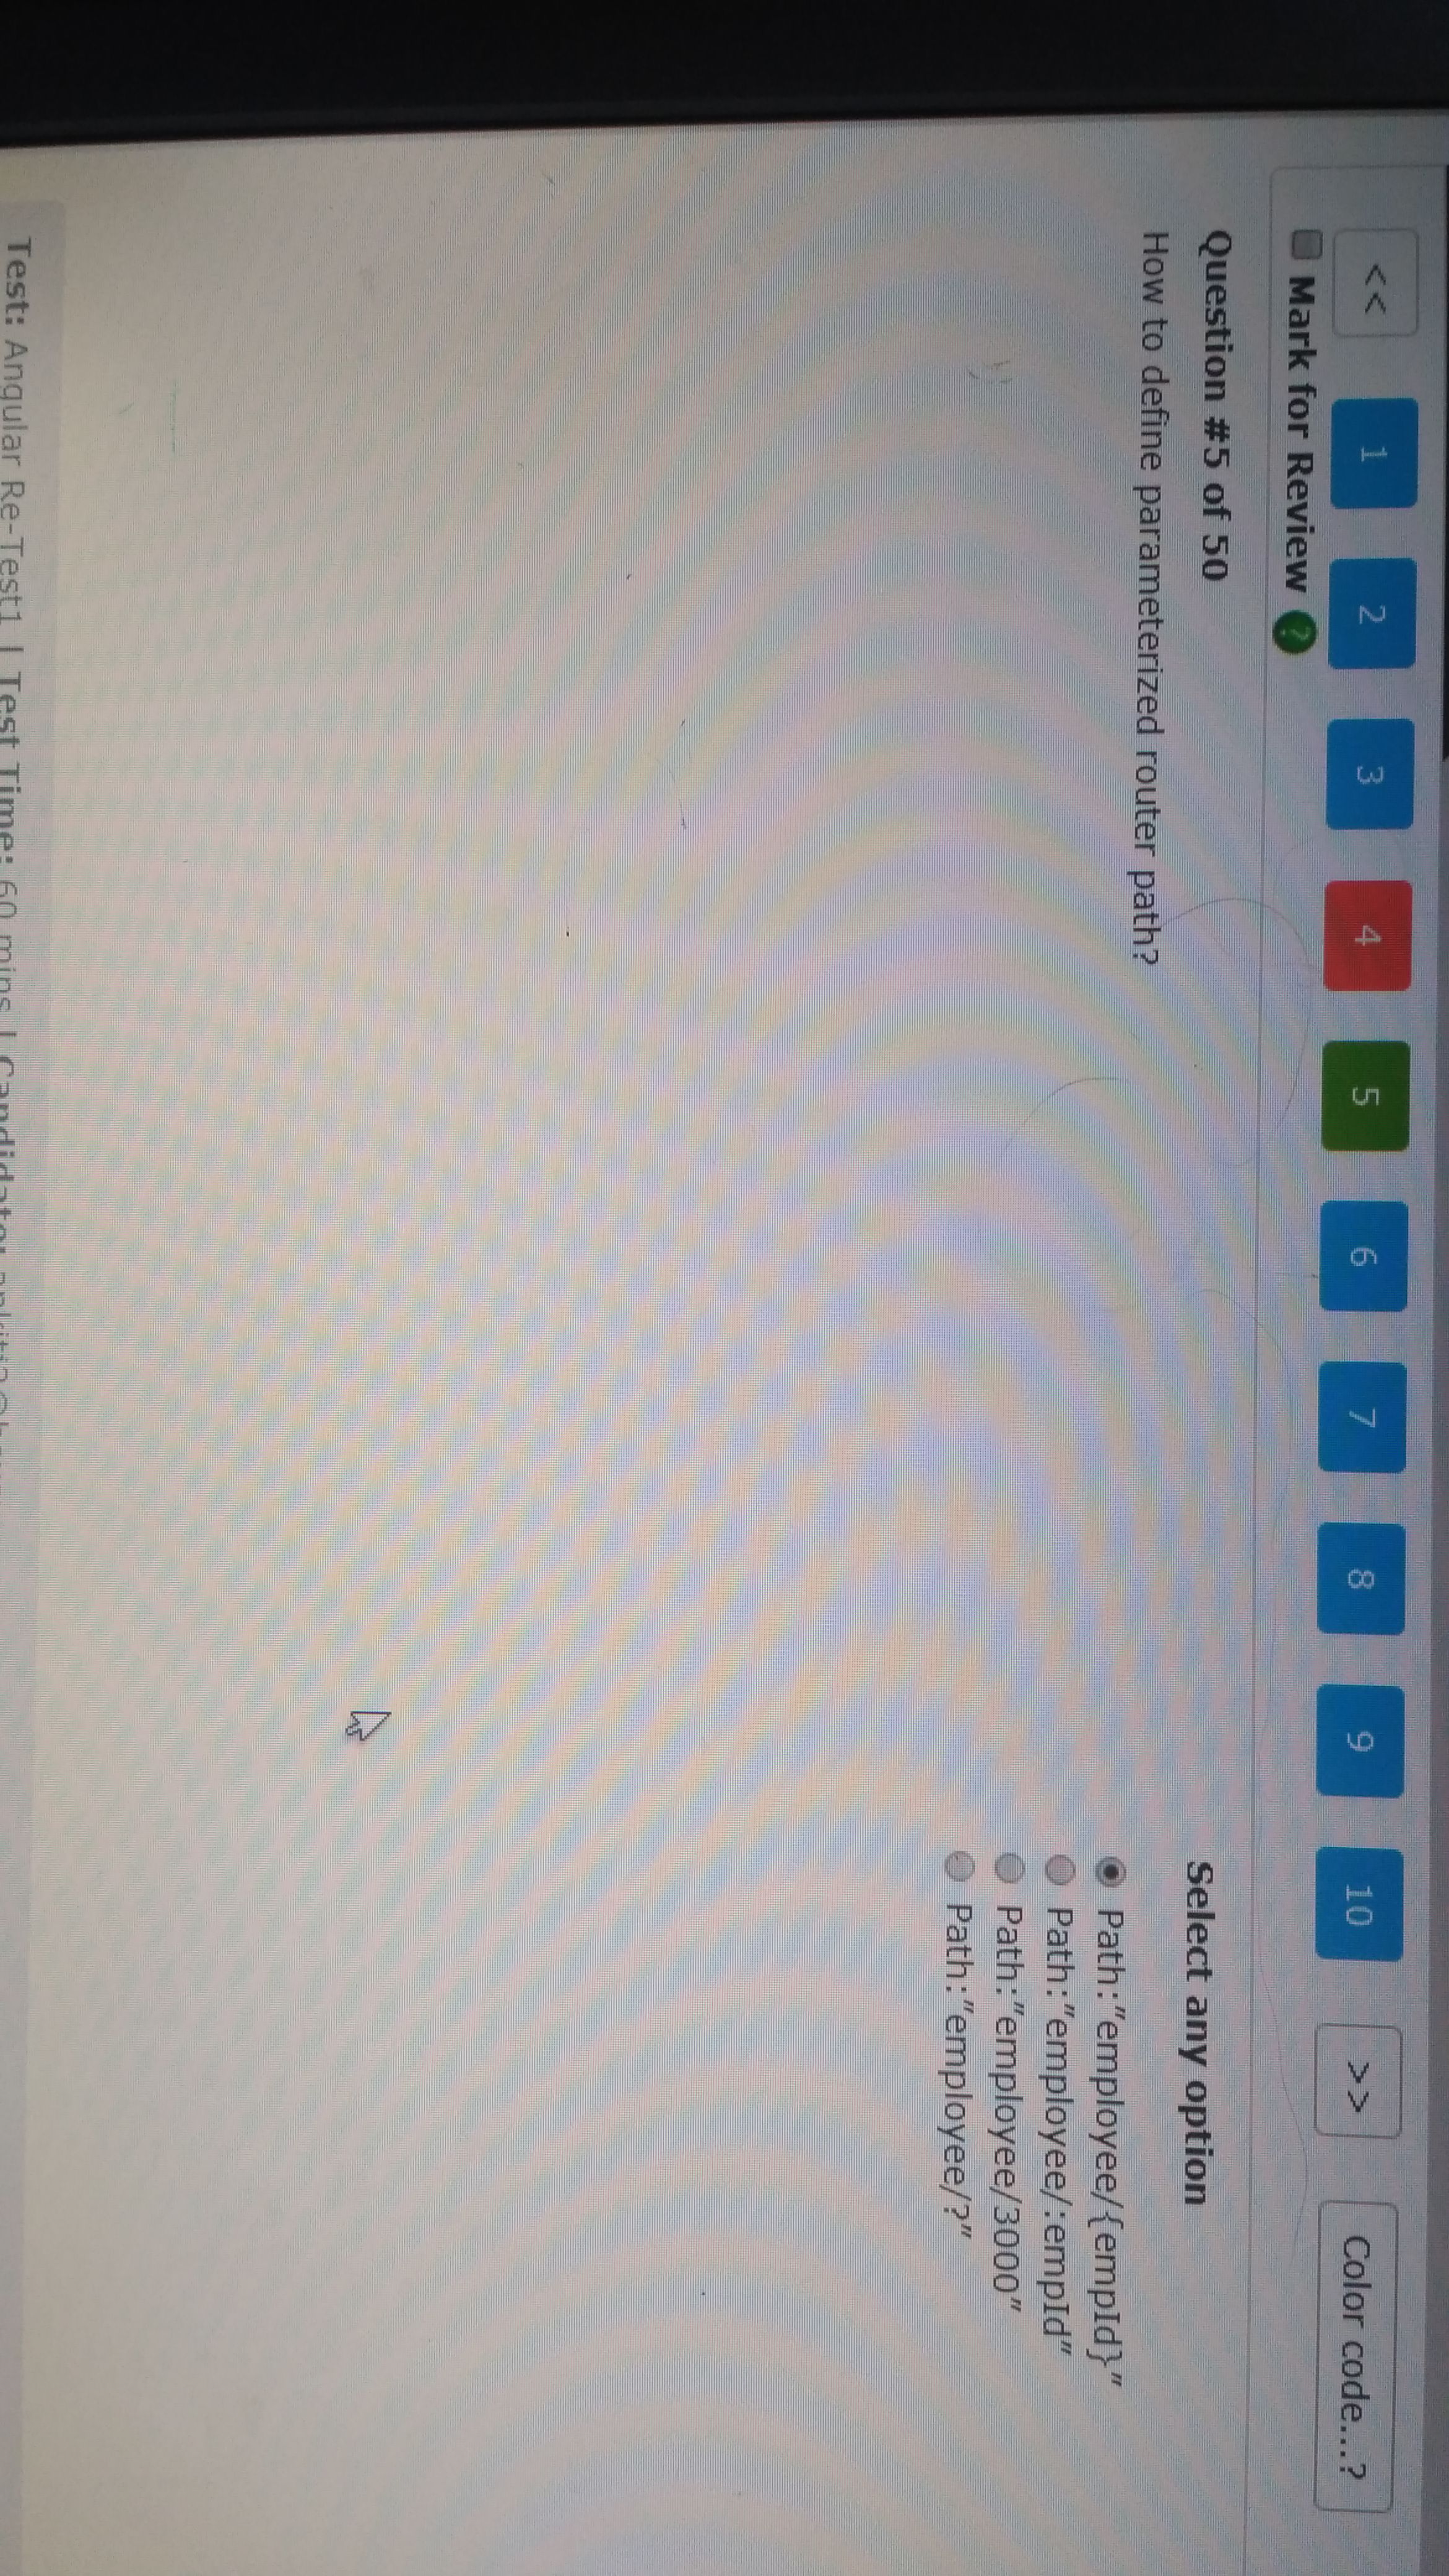 << 1 2 3 4 5 6 7 8 9 10 >> Color code...?
Mark for Review ?
Question #5 of 50
How to define parameterized router path?
Select any option
Path:"employee/{empId}"
Path:"employee/:empId"
Path:"employee/3000"
Path:"employee/?"
Test: Angular Re-Test1 | Test Time: 60 mins | Candidate: